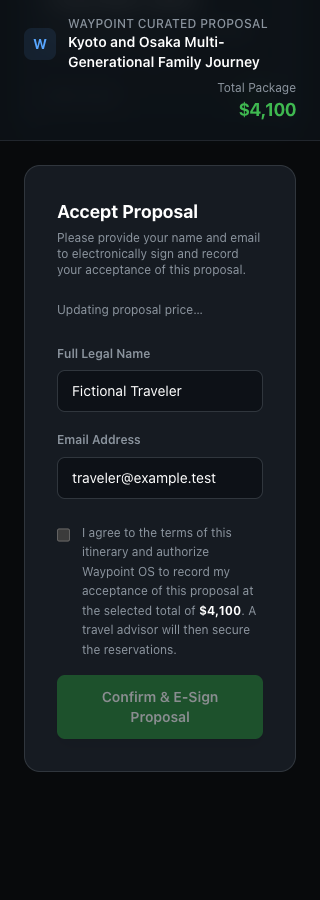 W
WAYPOINT CURATED PROPOSAL
Kyoto and Osaka Multi-
Generational Family Journey
Total Package
$4,100
Accept Proposal
Please provide your name and email
to electronically sign and record
your acceptance of this proposal.
Updating proposal price...
Full Legal Name
Fictional Traveler
Email Address
traveler@example.test
I agree to the terms of this
itinerary and authorize
Waypoint OS to record my
acceptance of this proposal at
the selected total of $4,100. A
travel advisor will then secure
the reservations.
Confirm & E-Sign
Proposal